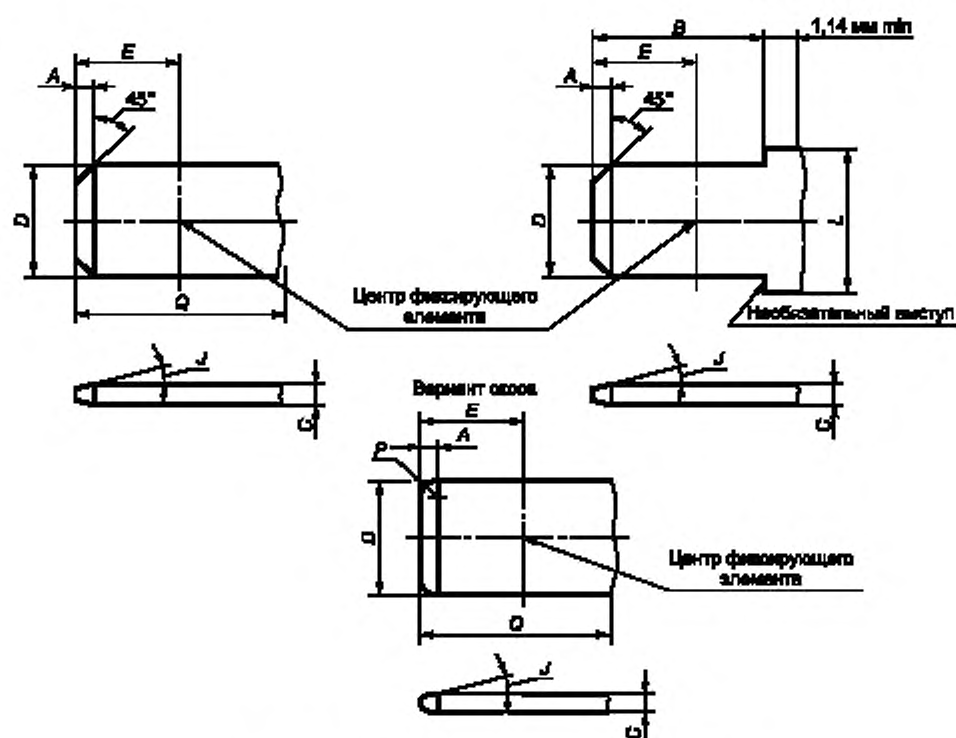 B
1,14 мм min
E
E
A
A
45°
45°
D
D
L
Центр фиксирующего
элемента
Q
Необязательный выступ
J
J
Вариант скоса
E
G
G
A
P
D
Центр фиксирующего
элемента
Q
J
G